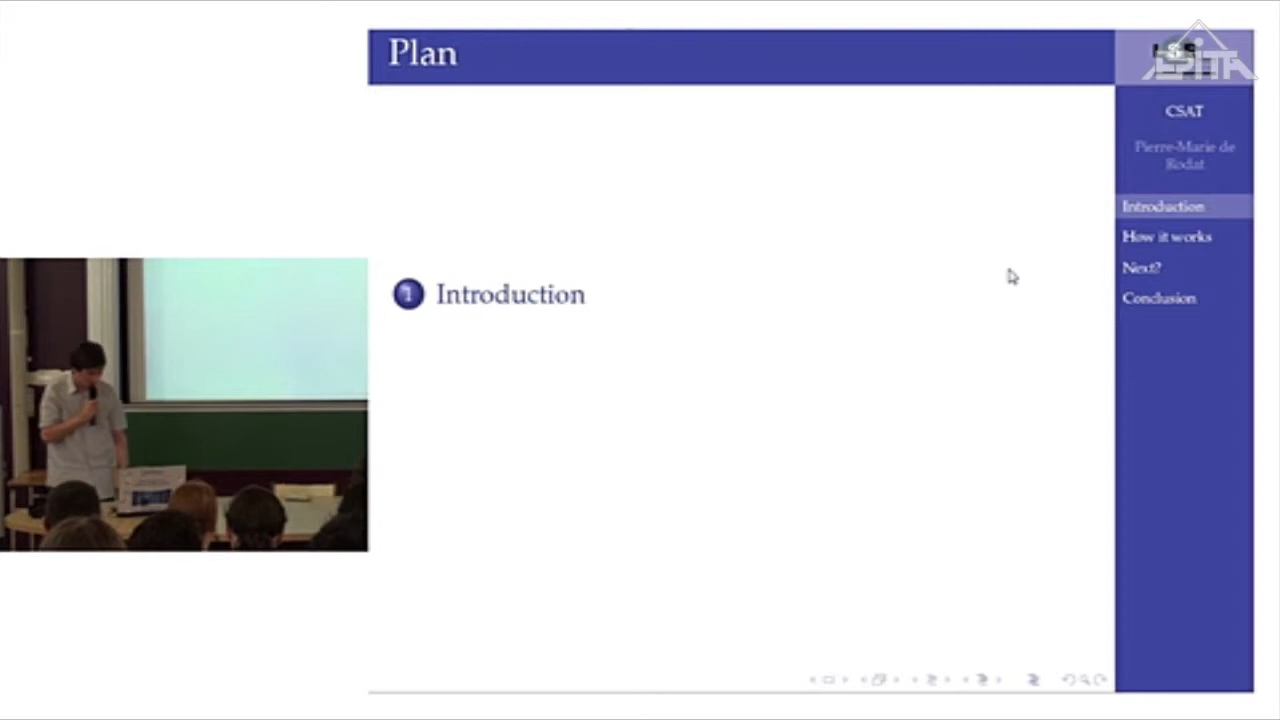 Plan
EPITA
CSAT
Pierre-Marie de
Rodat
Introduction
How it works
Next?
Conclusion
1 Introduction